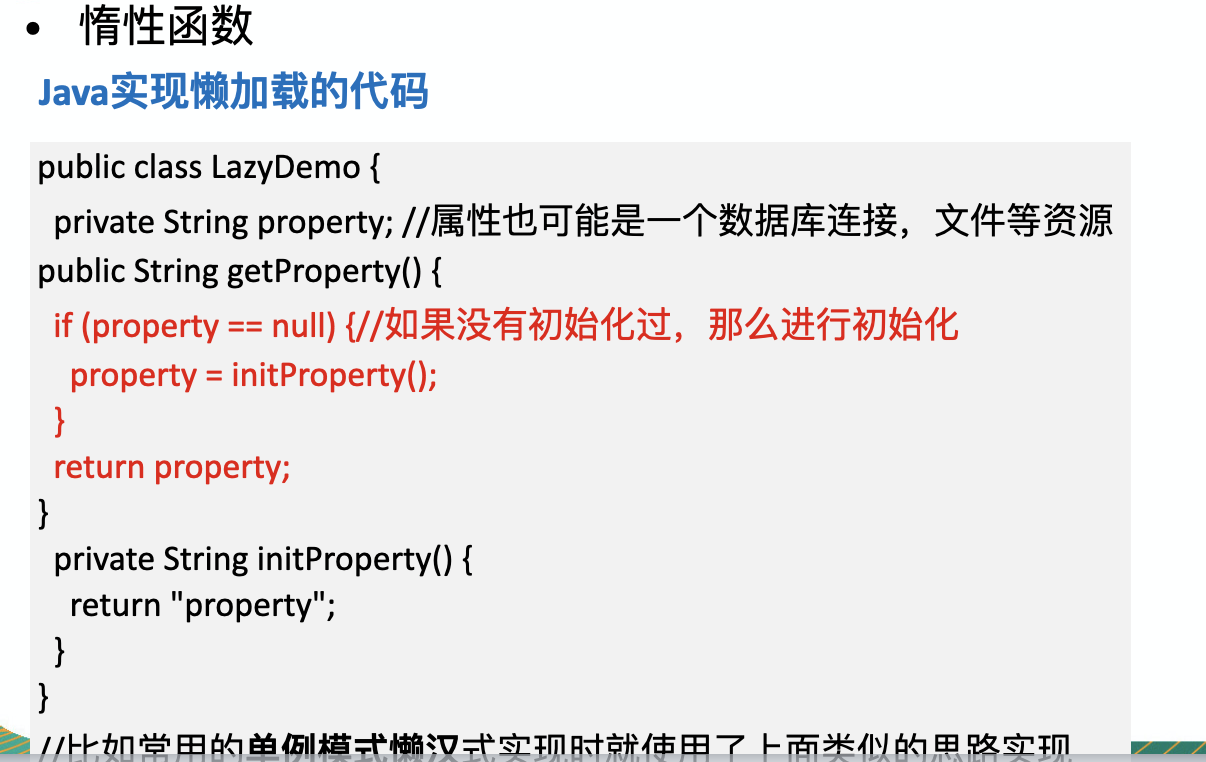 • 惰性函数
Java实现懒加载的代码
public class LazyDemo {
private String property; //属性也可能是一个数据库连接，文件等资源
public String getProperty() {
if (property == null) {//如果没有初始化过，那么进行初始化
property = initProperty();
}
return property;
}
private String initProperty() {
return "property";
}
}
//比如常用的单例模式懒汉式实现时就使用了上面类似的思路实现